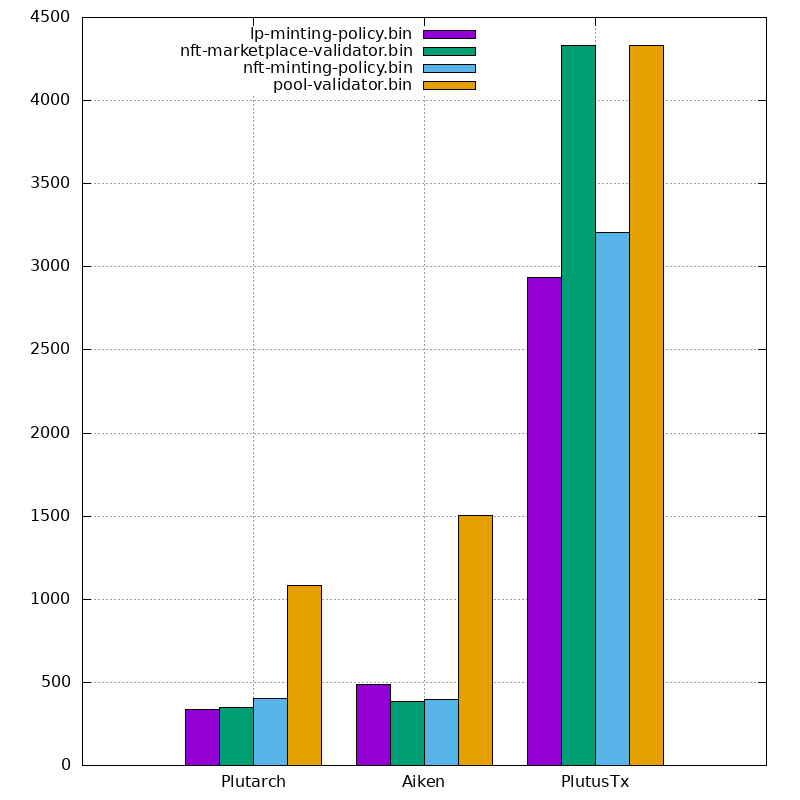 4500
4000
3500
3000
2500
2000
1500
1000
500
0
lp-minting-policy.bin
nft-marketplace-validator.bin
nft-minting-policy.bin
pool-validator.bin
Plutarch
Aiken
PlutusTx